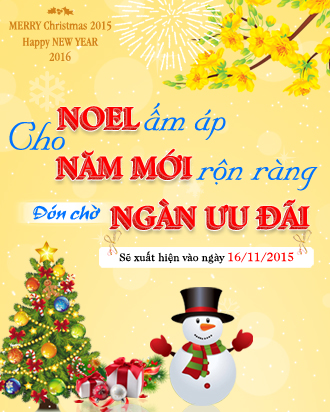 MERRY Christmas 2015
Happy NEW YEAR
2016
Cho NOEL ấm áp
NĂM MỚI rộn ràng
Đón chờ NGÀN ƯU ĐÃI
Sẽ xuất hiện vào ngày 16/11/2015